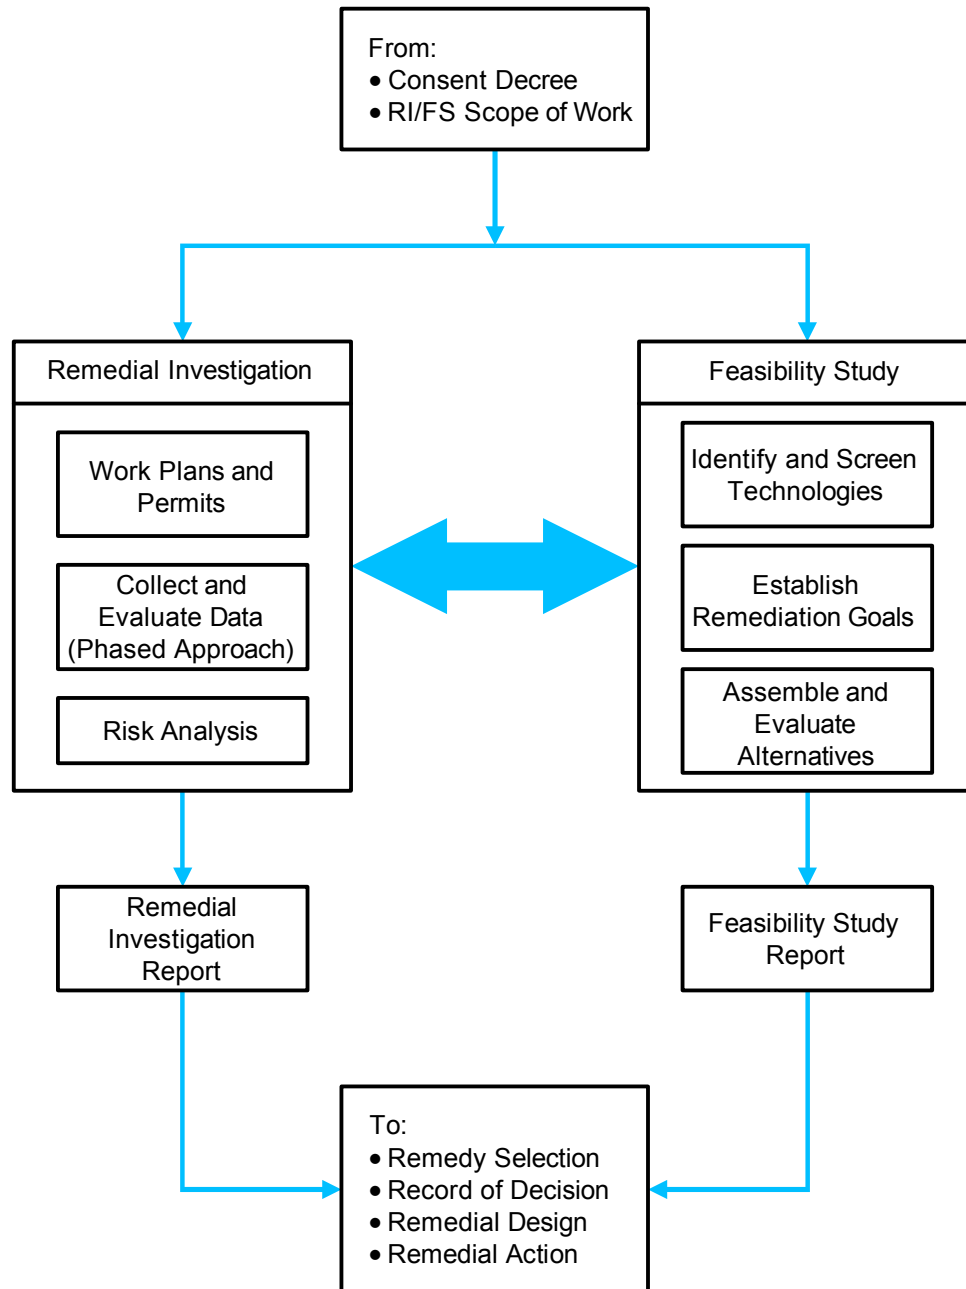 From:
• Consent Decree
• RI/FS Scope of Work
Remedial Investigation
Work Plans and
Permits
Collect and
Evaluate Data
(Phased Approach)
Risk Analysis
Feasibility Study
Identify and Screen
Technologies
Establish
Remediation Goals
Assemble and
Evaluate
Alternatives
Remedial
Investigation
Report
Feasibility Study
Report
To:
• Remedy Selection
• Record of Decision
• Remedial Design
• Remedial Action